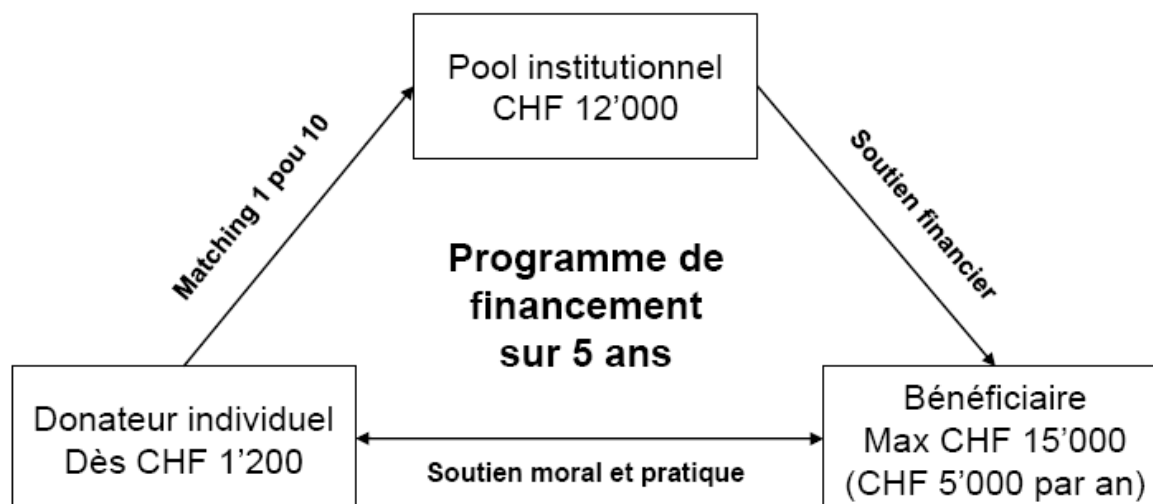 Pool institutionnel
CHF 12’000
Matching 1 pou 10
Soutien financier
Programme de
financement
sur 5 ans
Donateur individuel
Dès CHF 1’200
Soutien moral et pratique
Bénéficiaire
Max CHF 15’000
(CHF 5’000 par an)